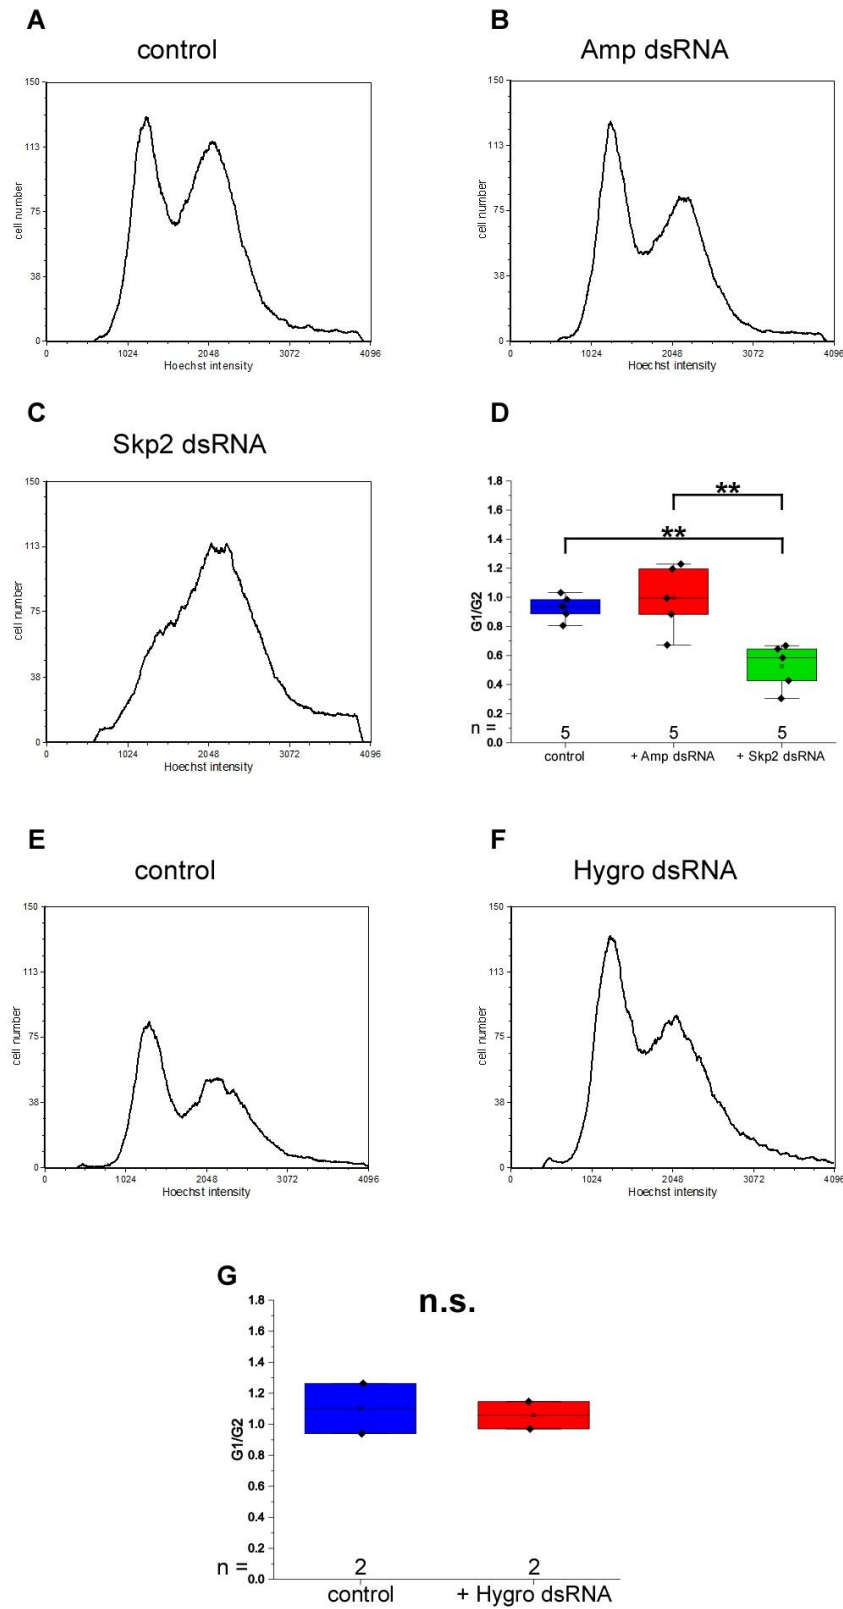 A
control
150
113
75
38
0
cell number
0 1024 2048 3072 4096
Hoechst intensity
B
Amp dsRNA
150
113
75
38
0
cell number
0 1024 2048 3072 4096
Hoechst intensity
C
Skp2 dsRNA
150
113
75
38
0
cell number
0 1024 2048 3072 4096
Hoechst intensity
D
1.8
1.6
1.4
1.2
1.0
0.8
0.6
0.4
0.2
0.0
G1/G2
**
**
n = 5 5 5
control + Amp dsRNA + Skp2 dsRNA
E
control
150
113
75
38
0
cell number
0 1024 2048 3072 4096
Hoechst intensity
F
Hygro dsRNA
150
113
75
38
0
cell number
0 1024 2048 3072 4096
Hoechst intensity
G
n.s.
1.8
1.6
1.4
1.2
1.0
0.8
0.6
0.4
0.2
0.0
G1/G2
n = 2 2
control + Hygro dsRNA